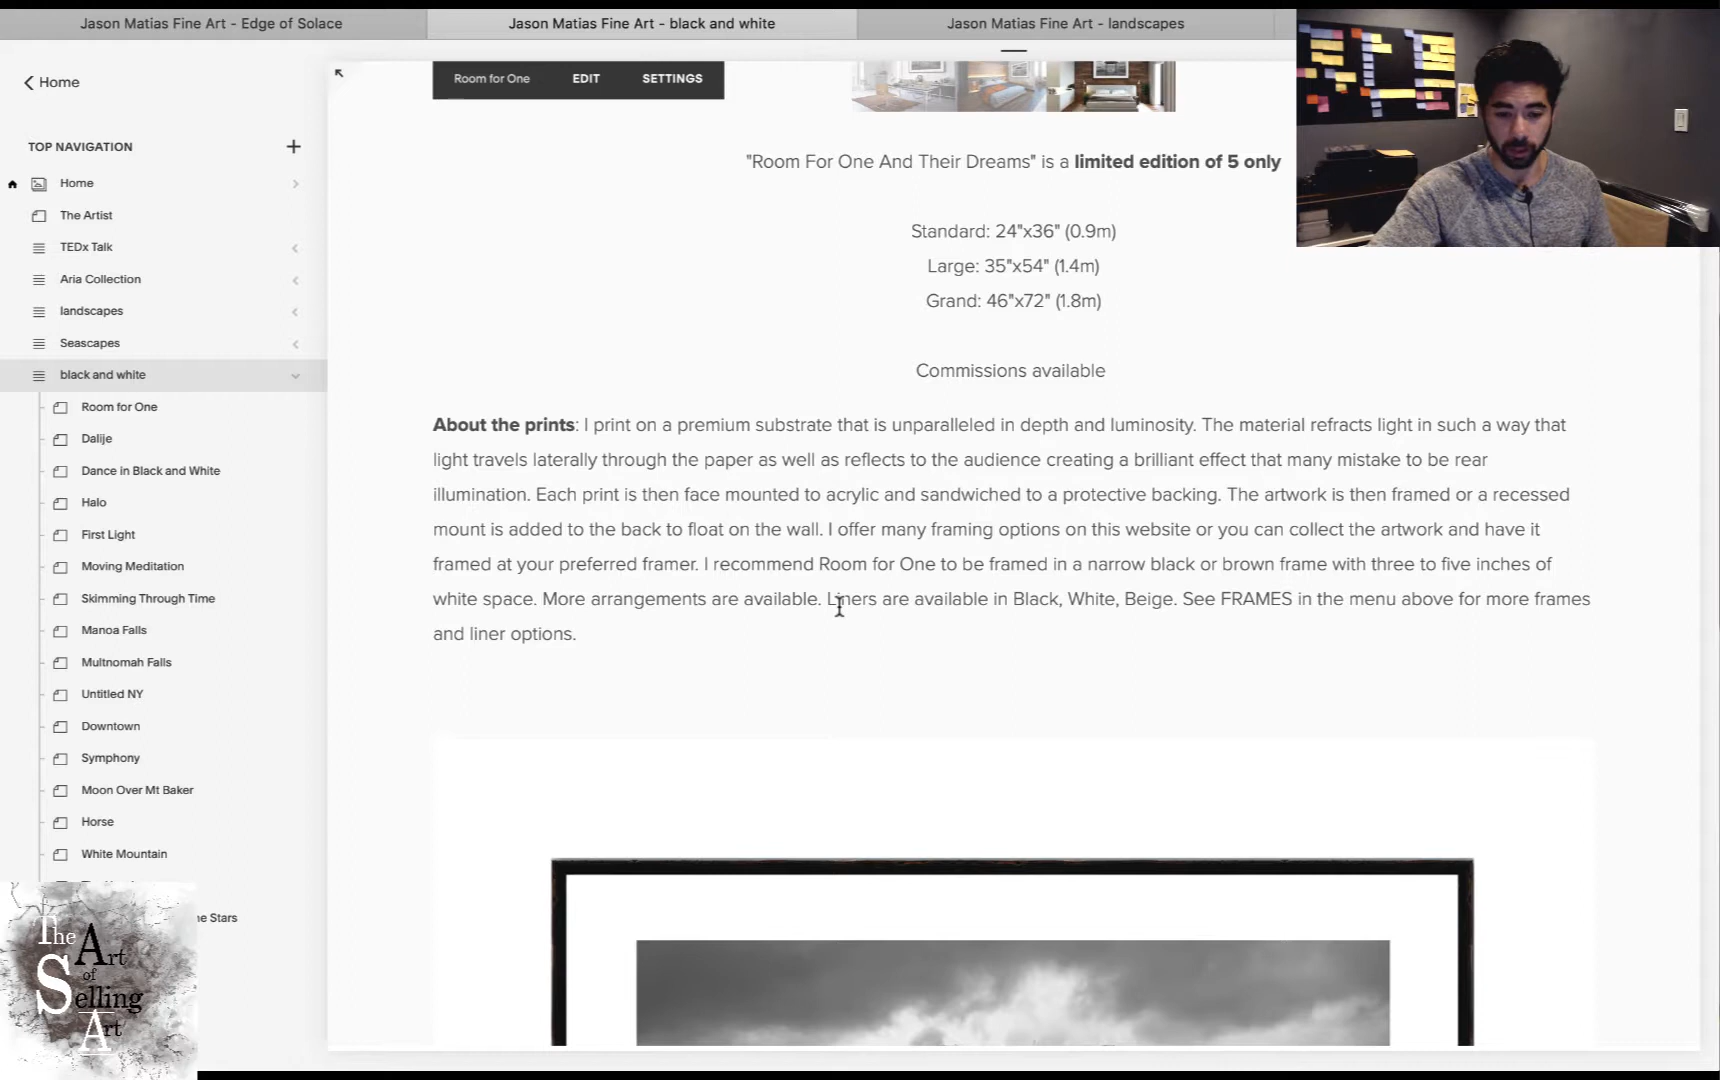 Jason Matias Fine Art - Edge of Solace
Jason Matias Fine Art - black and white
Jason Matias Fine Art - landscapes
Home
TOP NAVIGATION
Home
The Artist
TEDx Talk
Aria Collection
landscapes
Seascapes
black and white
Room for One
Dalije
Dance in Black and White
Halo
First Light
Moving Meditation
Skimming Through Time
Manoa Falls
Multnomah Falls
Untitled NY
Downtown
Symphony
Moon Over Mt Baker
Horse
White Mountain
ne Stars
The Art
of
Selling
Art
Room for One EDIT SETTINGS
"Room For One And Their Dreams" is a limited edition of 5 only
Standard: 24"x36" (0.9m)
Large: 35"x54" (1.4m)
Grand: 46"x72" (1.8m)
Commissions available
About the prints: I print on a premium substrate that is unparalleled in depth and luminosity. The material refracts light in such a way that
light travels laterally through the paper as well as reflects to the audience creating a brilliant effect that many mistake to be rear
illumination. Each print is then face mounted to acrylic and sandwiched to a protective backing. The artwork is then framed or a recessed
mount is added to the back to float on the wall. I offer many framing options on this website or you can collect the artwork and have it
framed at your preferred framer. I recommend Room for One to be framed in a narrow black or brown frame with three to five inches of
white space. More arrangements are available. Liners are available in Black, White, Beige. See FRAMES in the menu above for more frames
and liner options.